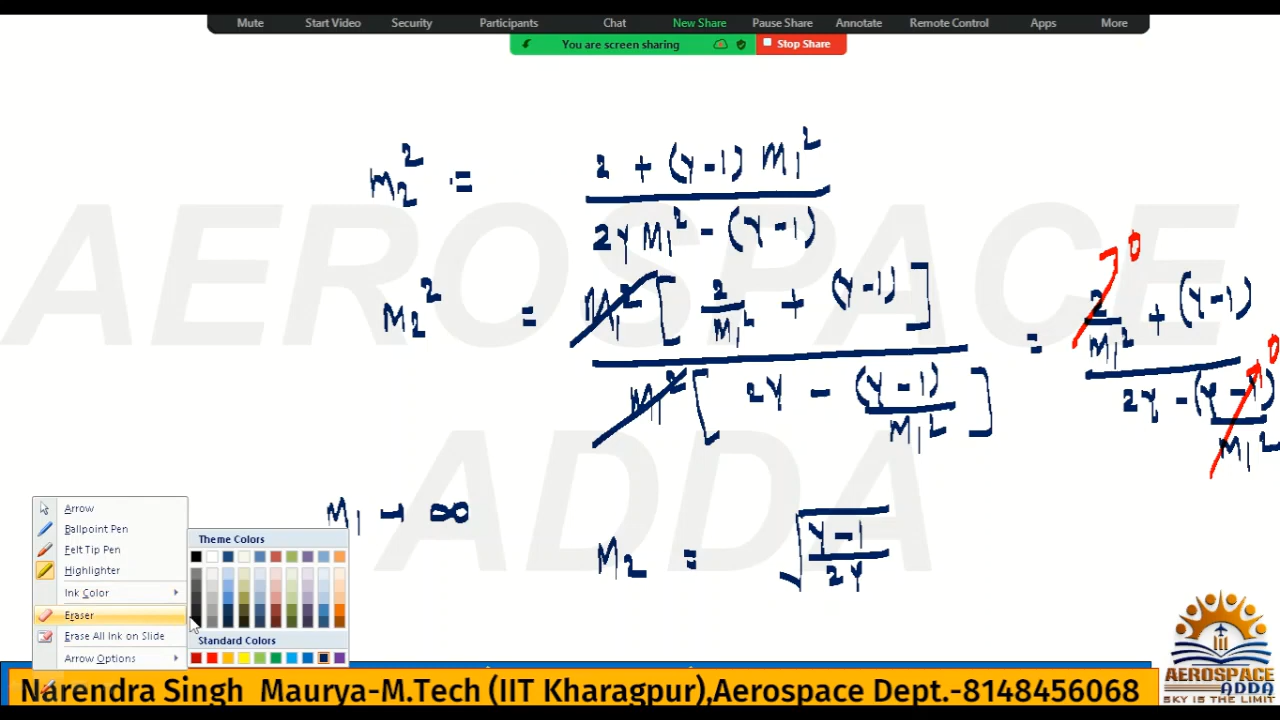 Mute Start Video Security Participants Chat New Share Pause Share Annotate Remote Control Apps More
You are screen sharing Stop Share
M₂² = (2 + (γ-1) M₁²) / (2γM₁² - (γ-1))
M₂² = M₁² [2/M₁² + (γ-1)] / M₁² [2γ - (γ-1)/M₁²] = (2/M₁² + (γ-1)) / (2γ - (γ-1)/M₁²)
0
0
M₁ → ∞
M₂ = √((γ-1)/2γ)
AEROSPACE
ADDA
Arrow
Ballpoint Pen
Felt Tip Pen
Highlighter
Ink Color
Eraser
Erase All Ink on Slide
Arrow Options
Theme Colors
Standard Colors
Narendra Singh Maurya-M.Tech (IIT Kharagpur),Aerospace Dept.-8148456068
AEROSPACE
ADDA
SKY IS THE LIMIT